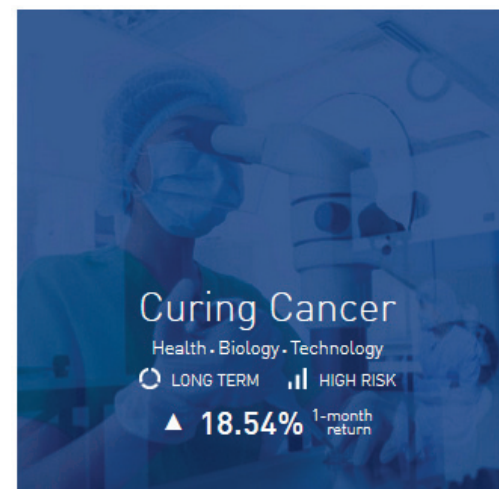 Curing Cancer
Health • Biology • Technology
LONG TERM HIGH RISK
▲ 18.54% 1-month return